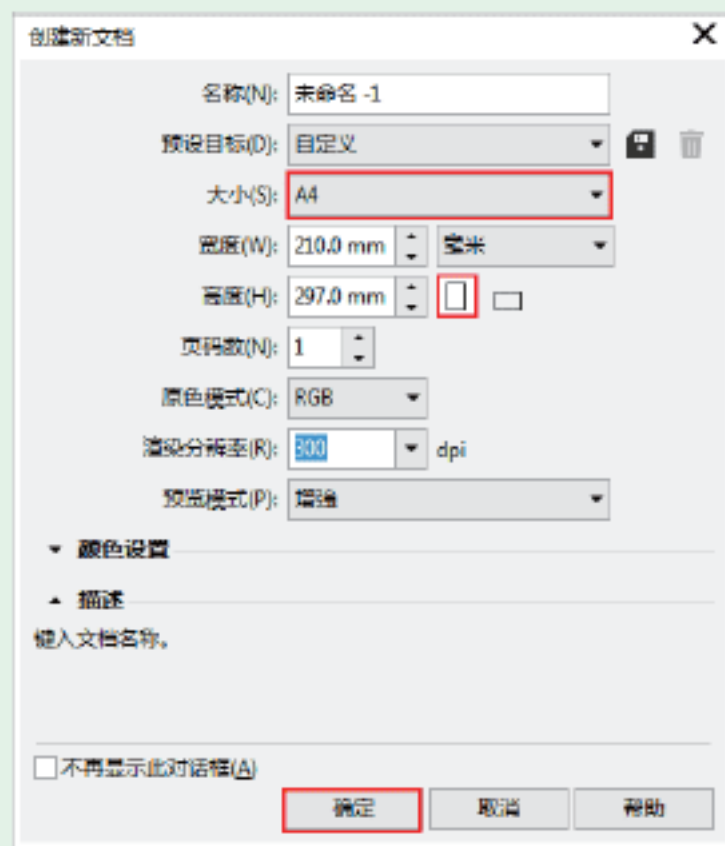 创建新文档
名称(N): 未命名 -1
预设目标(D): 自定义
大小(S): A4
宽度(W): 210.0 mm 毫米
高度(H): 297.0 mm
页码数(N): 1
原色模式(C): RGB
渲染分辨率(R): 300 dpi
预览模式(P): 增强
颜色设置
描述
键入文档名称。
不再显示此对话框(A)
确定 取消 帮助